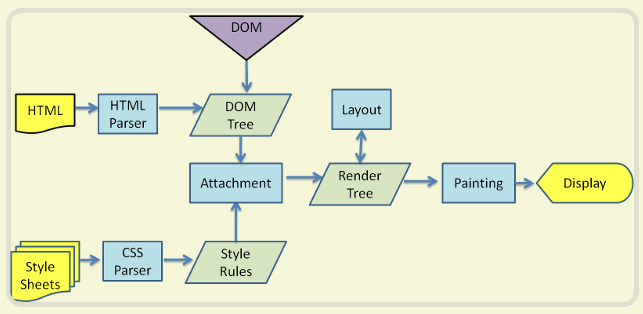 DOM
HTML
HTML
Parser
DOM
Tree
Layout
Attachment
Render
Tree
Painting
Display
Style
Sheets
CSS
Parser
Style
Rules